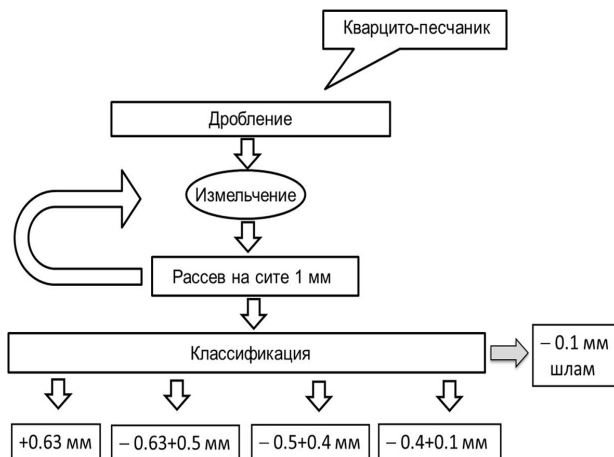 Кварцито-песчаник
Дробление
Измельчение
Рассев на сите 1 мм
Классификация
– 0.1 мм
шлам
+0.63 мм
– 0.63+0.5 мм
– 0.5+0.4 мм
– 0.4+0.1 мм